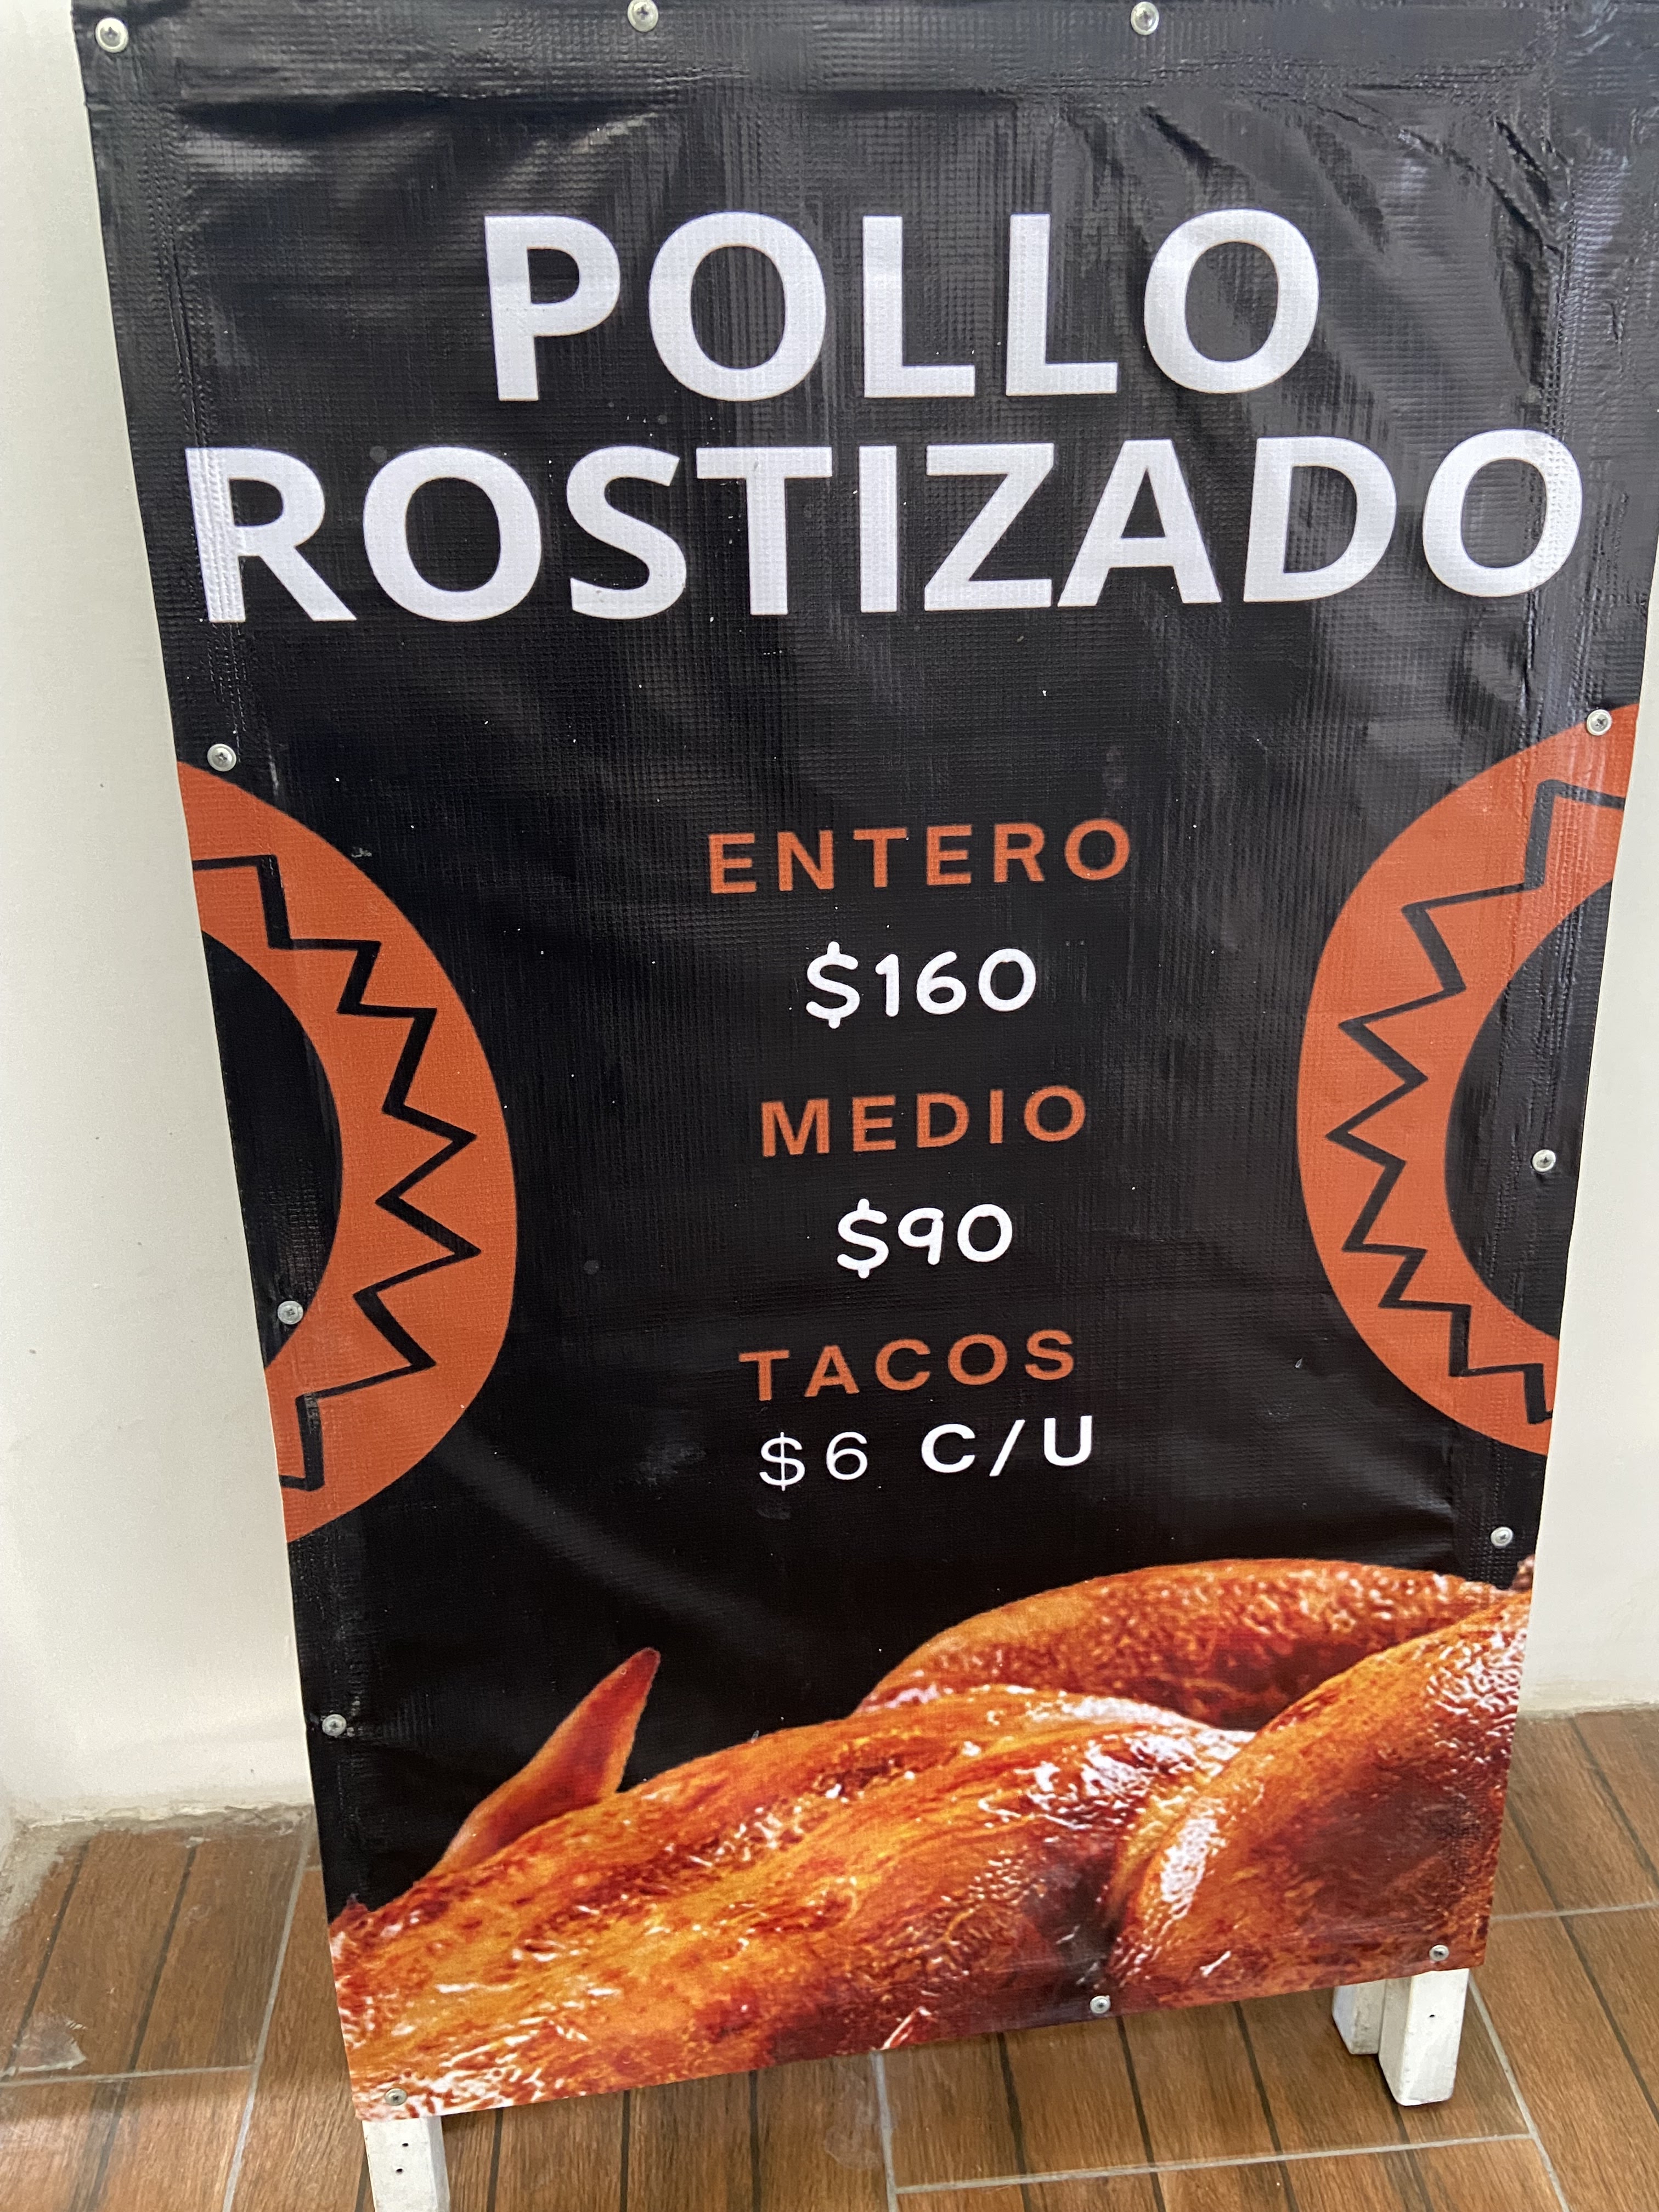 POLLO
ROSTIZADO
ENTERO
$160
MEDIO
$90
TACOS
$6 C/U